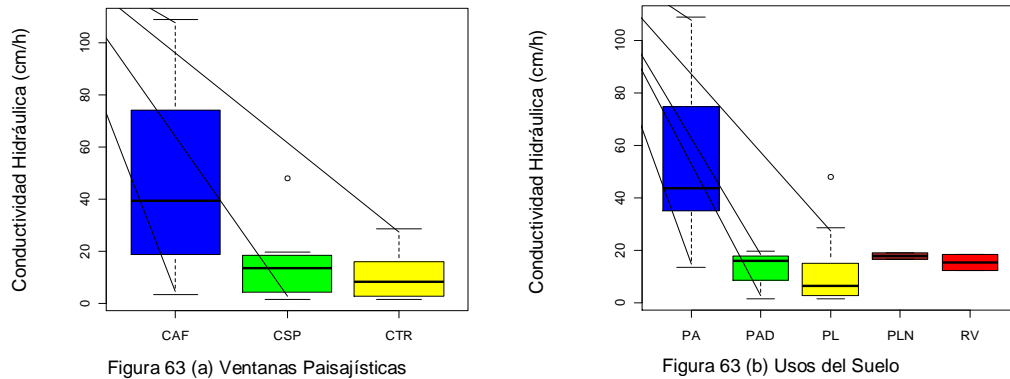 Conductividad Hidráulica (cm/h)
100
80
60
40
20
0
CAF CSP CTR
Figura 63 (a) Ventanas Paisajísticas
Conductividad Hidráulica (cm/h)
100
80
60
40
20
0
PA PAD PL PLN RV
Figura 63 (b) Usos del Suelo